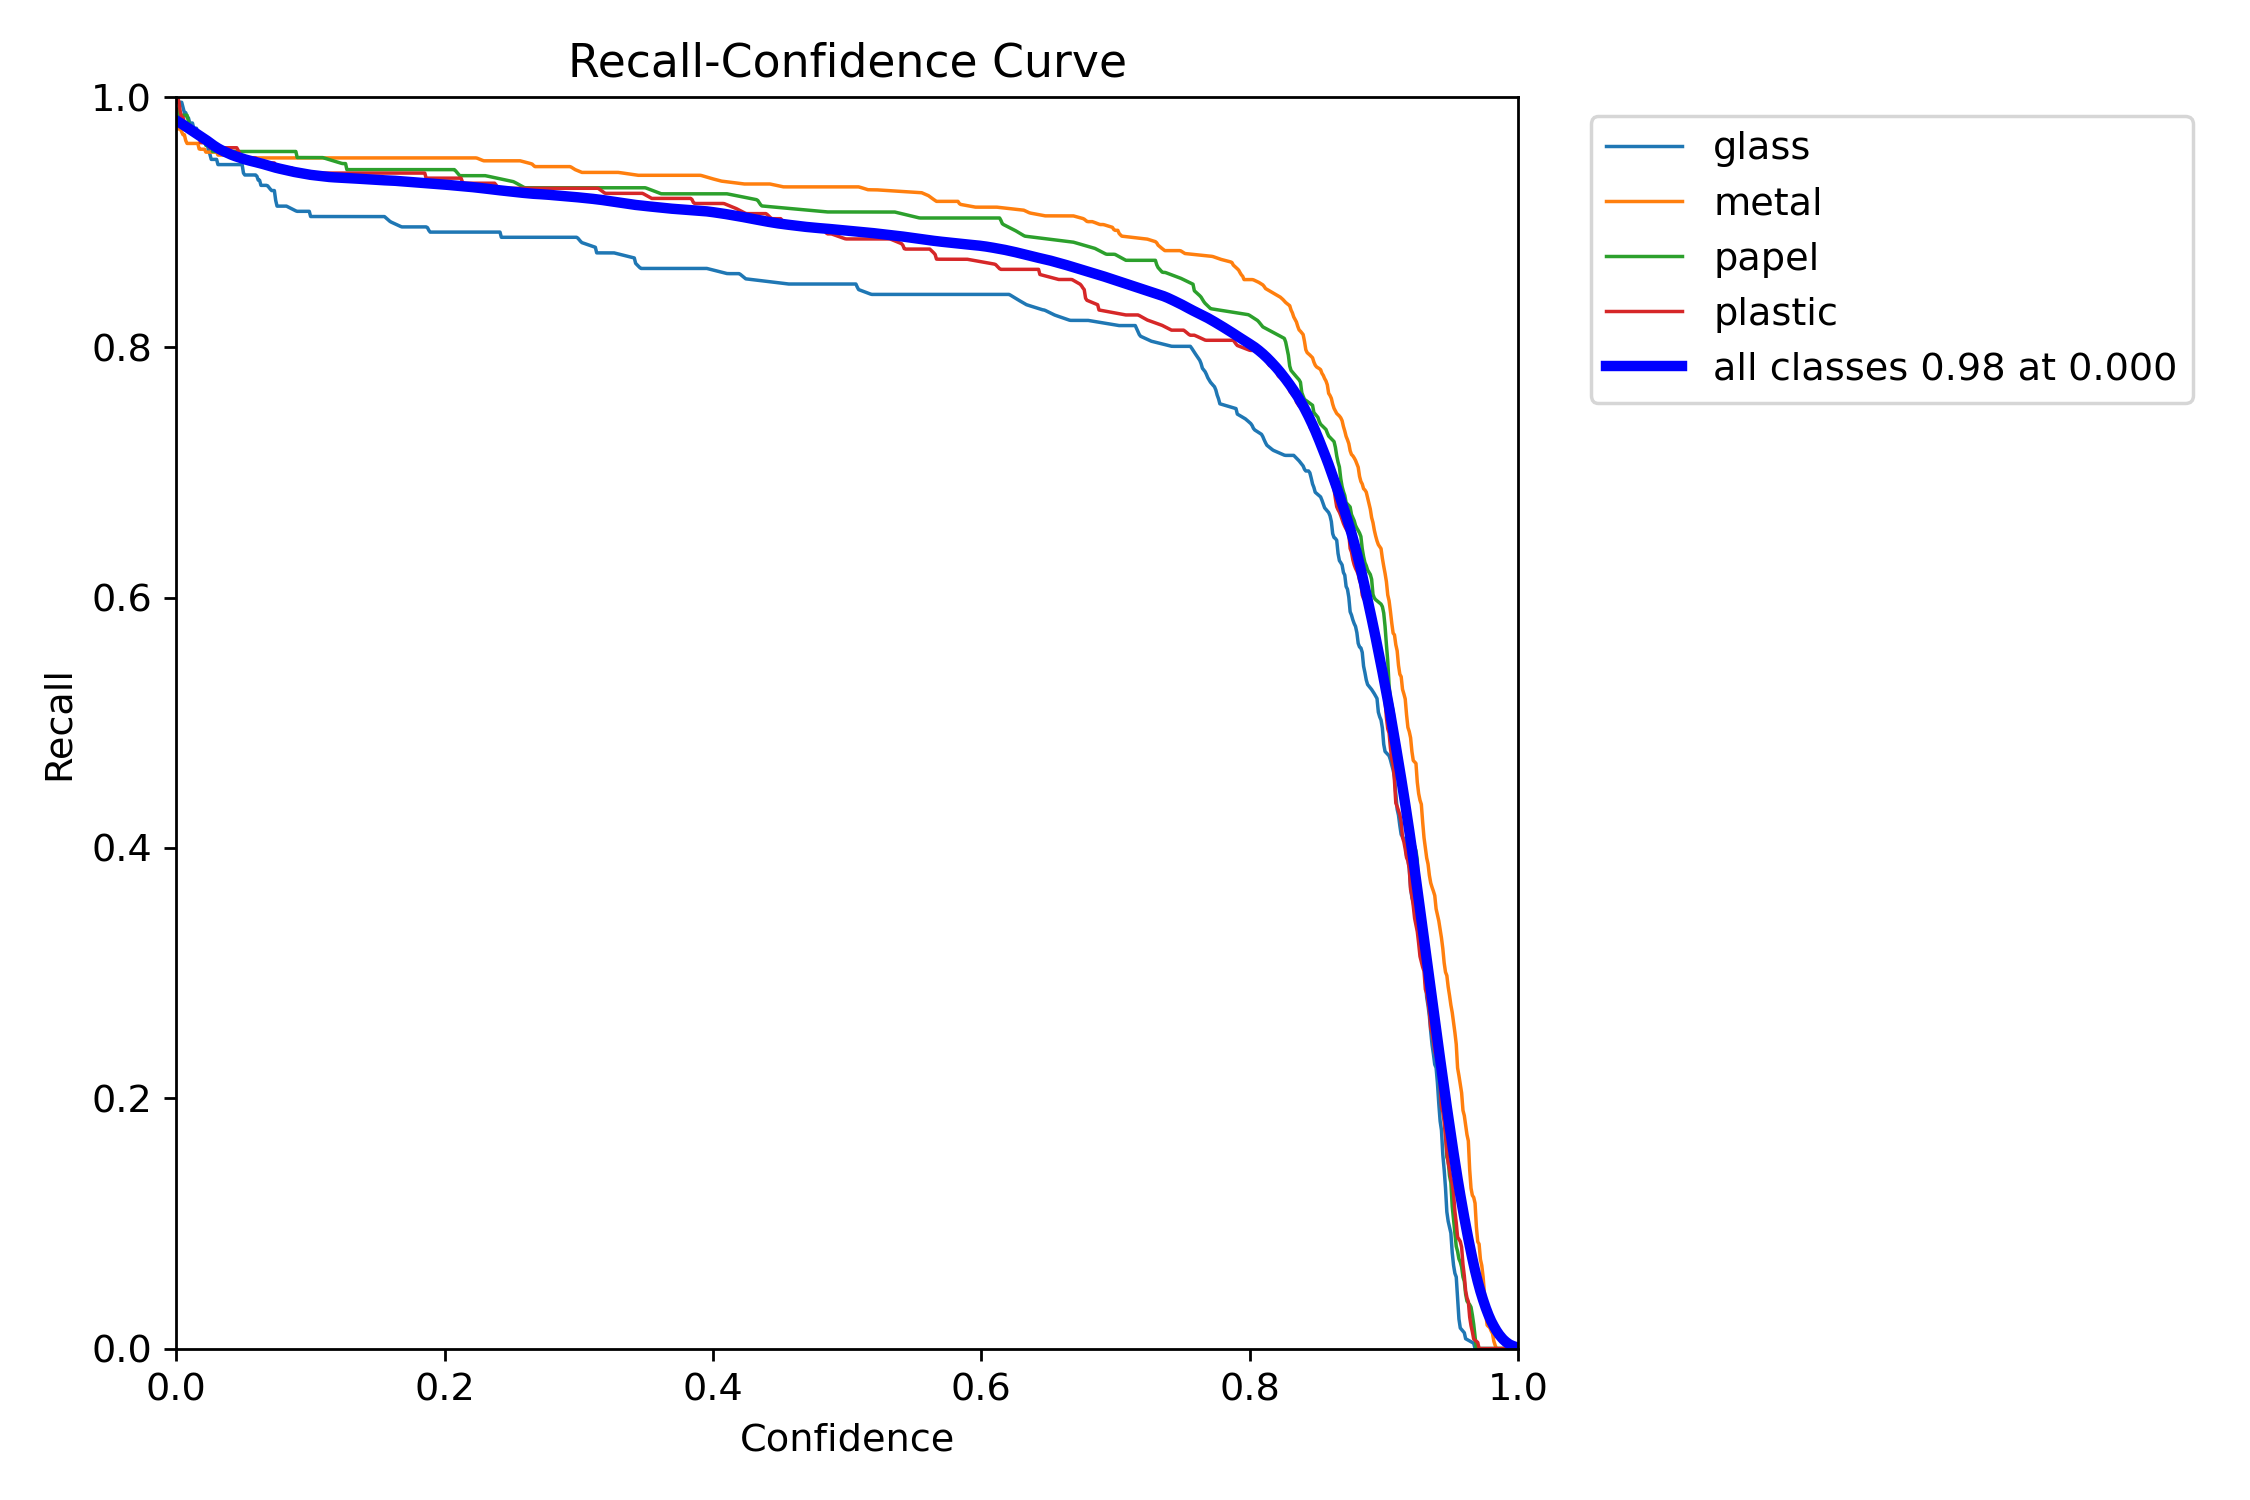 Recall-Confidence Curve
1.0
0.8
0.6
0.4
0.2
0.0
Recall
0.0 0.2 0.4 0.6 0.8 1.0
Confidence
glass
metal
papel
plastic
all classes 0.98 at 0.000